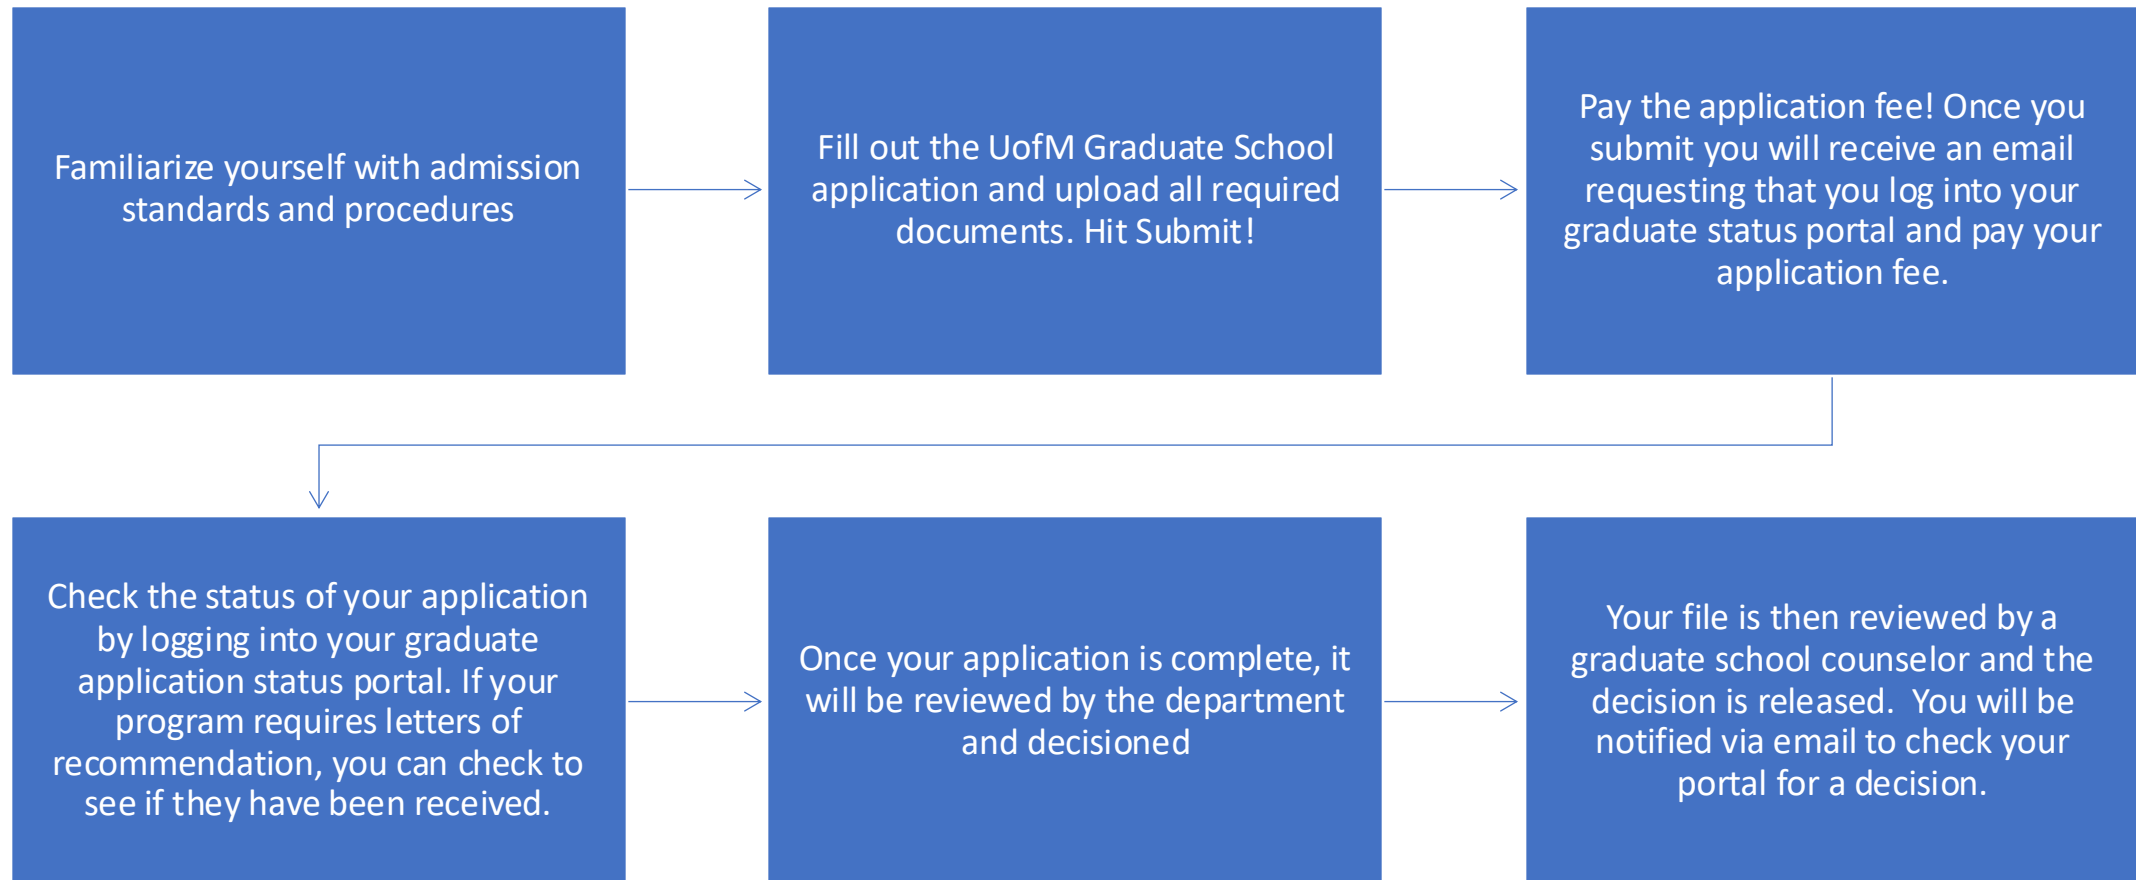 Familiarize yourself with admission
standards and procedures
Fill out the UofM Graduate School
application and upload all required
documents. Hit Submit!
Pay the application fee! Once you
submit you will receive an email
requesting that you log into your
graduate status portal and pay your
application fee.
Check the status of your application
by logging into your graduate
application status portal. If your
program requires letters of
recommendation, you can check to
see if they have been received.
Once your application is complete, it
will be reviewed by the department
and decisioned
Your file is then reviewed by a
graduate school counselor and the
decision is released.  You will be
notified via email to check your
portal for a decision.